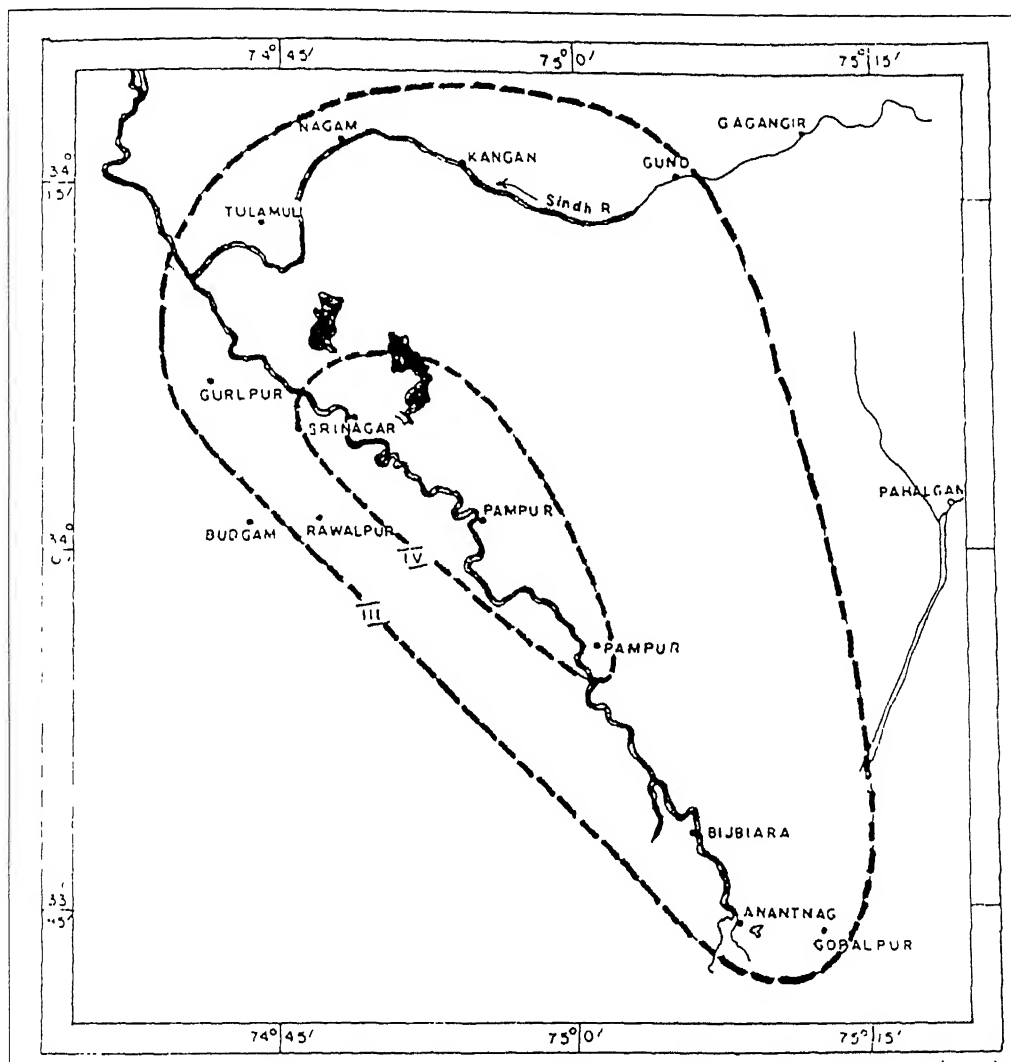 74° 45′ 75° 0′ 75° 15′
NAGAM
GAGANGIR
KANGAN
GUND
34° 15′
Sindh R
TULAMUL
GURLPUR
SRINAGAR
PAHALGAN
PAMPUR
BUDGAM
RAWALPUR
34° 0′
IV
III
PAMPUR
BIJBIARA
33 45′
ANANTNAG
GOBALPUR
74° 45′ 75° 0′ 75° 15′